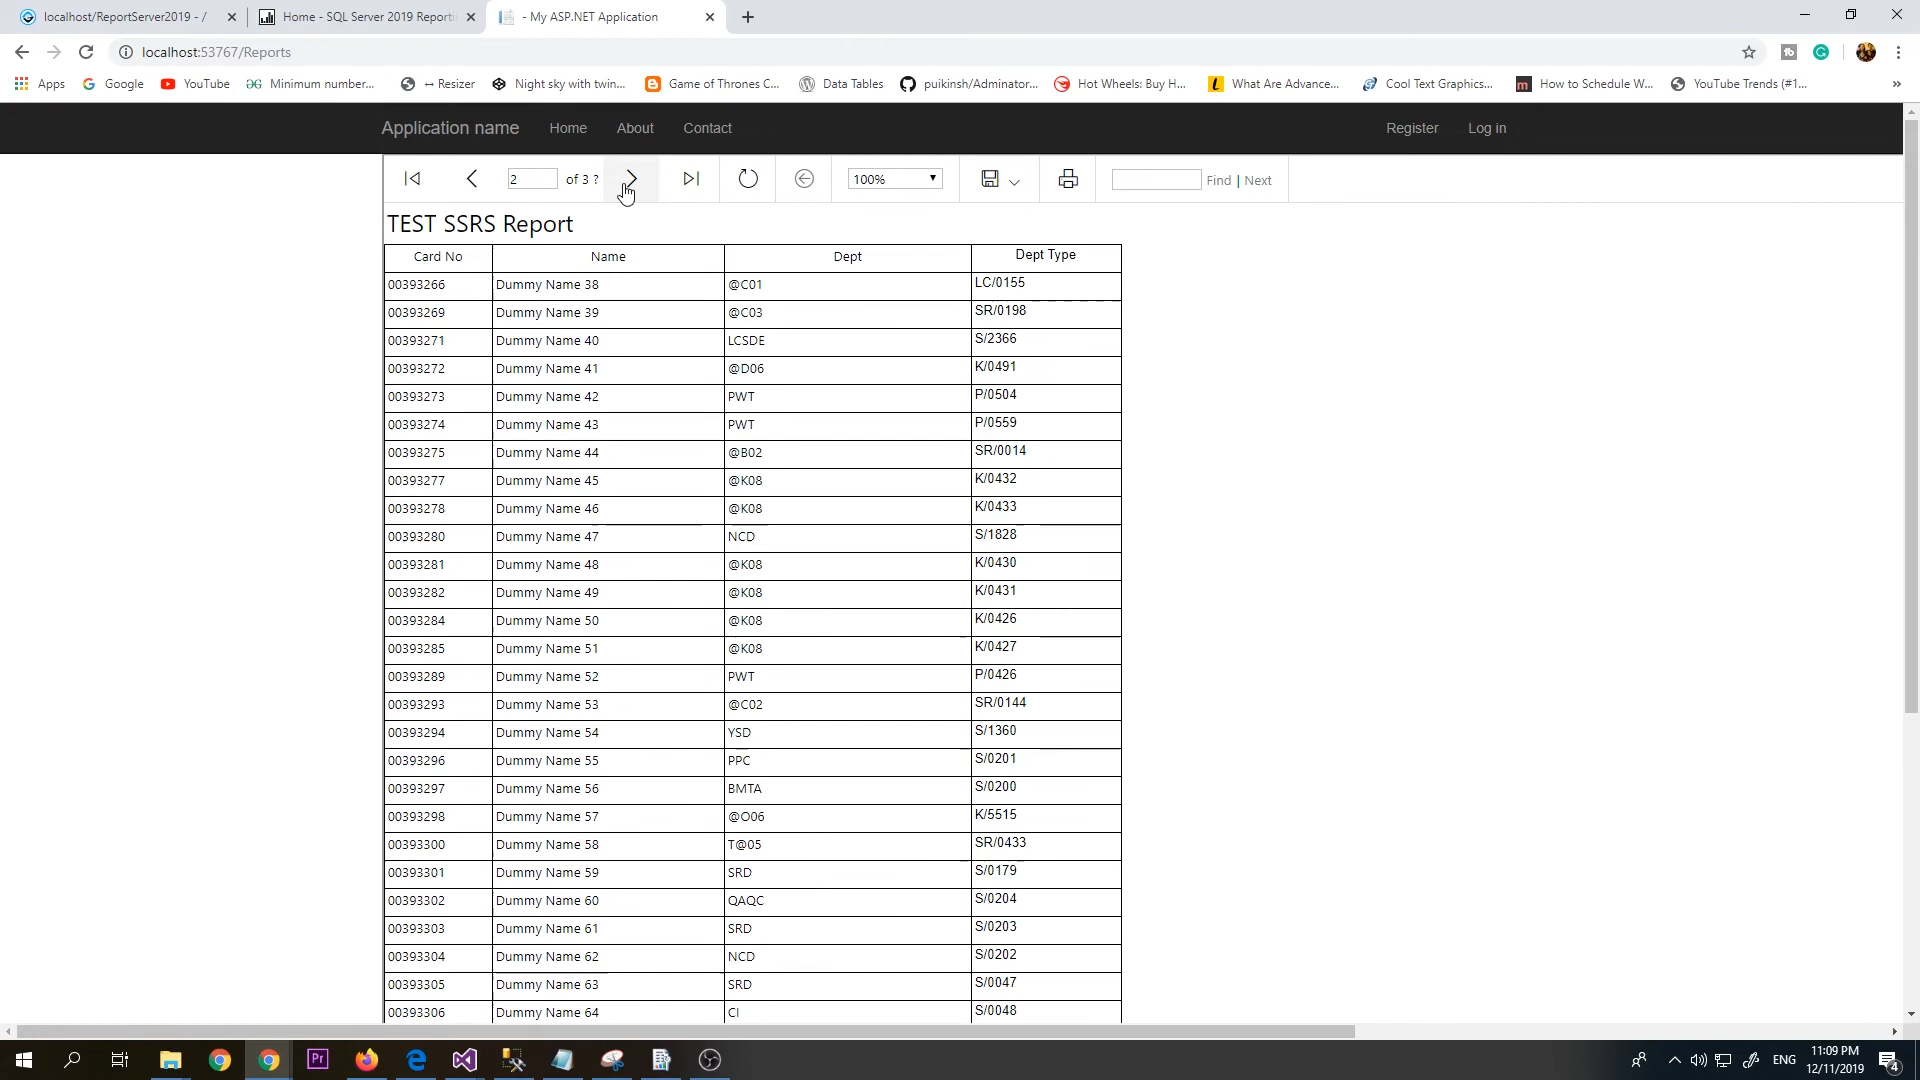 localhost/ReportServer2019 - /
Home - SQL Server 2019 Reporti
- My ASP.NET Application
localhost:53767/Reports
Apps Google YouTube Minimum number... ↔ Resizer Night sky with twin... Game of Thrones C... Data Tables puikinsh/Adminator... Hot Wheels: Buy H... What Are Advance... Cool Text Graphics... How to Schedule W... YouTube Trends (#1... »
Application name Home About Contact Register Log in
2 of 3 ? 100% Find | Next
TEST SSRS Report
Card No Name Dept Dept Type
00393266 Dummy Name 38 @C01 LC/0155
00393269 Dummy Name 39 @C03 SR/0198
00393271 Dummy Name 40 LCSDE S/2366
00393272 Dummy Name 41 @D06 K/0491
00393273 Dummy Name 42 PWT P/0504
00393274 Dummy Name 43 PWT P/0559
00393275 Dummy Name 44 @B02 SR/0014
00393277 Dummy Name 45 @K08 K/0432
00393278 Dummy Name 46 @K08 K/0433
00393280 Dummy Name 47 NCD S/1828
00393281 Dummy Name 48 @K08 K/0430
00393282 Dummy Name 49 @K08 K/0431
00393284 Dummy Name 50 @K08 K/0426
00393285 Dummy Name 51 @K08 K/0427
00393289 Dummy Name 52 PWT P/0426
00393293 Dummy Name 53 @C02 SR/0144
00393294 Dummy Name 54 YSD S/1360
00393296 Dummy Name 55 PPC S/0201
00393297 Dummy Name 56 BMTA S/0200
00393298 Dummy Name 57 @O06 K/5515
00393300 Dummy Name 58 T@05 SR/0433
00393301 Dummy Name 59 SRD S/0179
00393302 Dummy Name 60 QAQC S/0204
00393303 Dummy Name 61 SRD S/0203
00393304 Dummy Name 62 NCD S/0202
00393305 Dummy Name 63 SRD S/0047
00393306 Dummy Name 64 CI S/0048
Pr
ENG
11:09 PM
12/11/2019
4